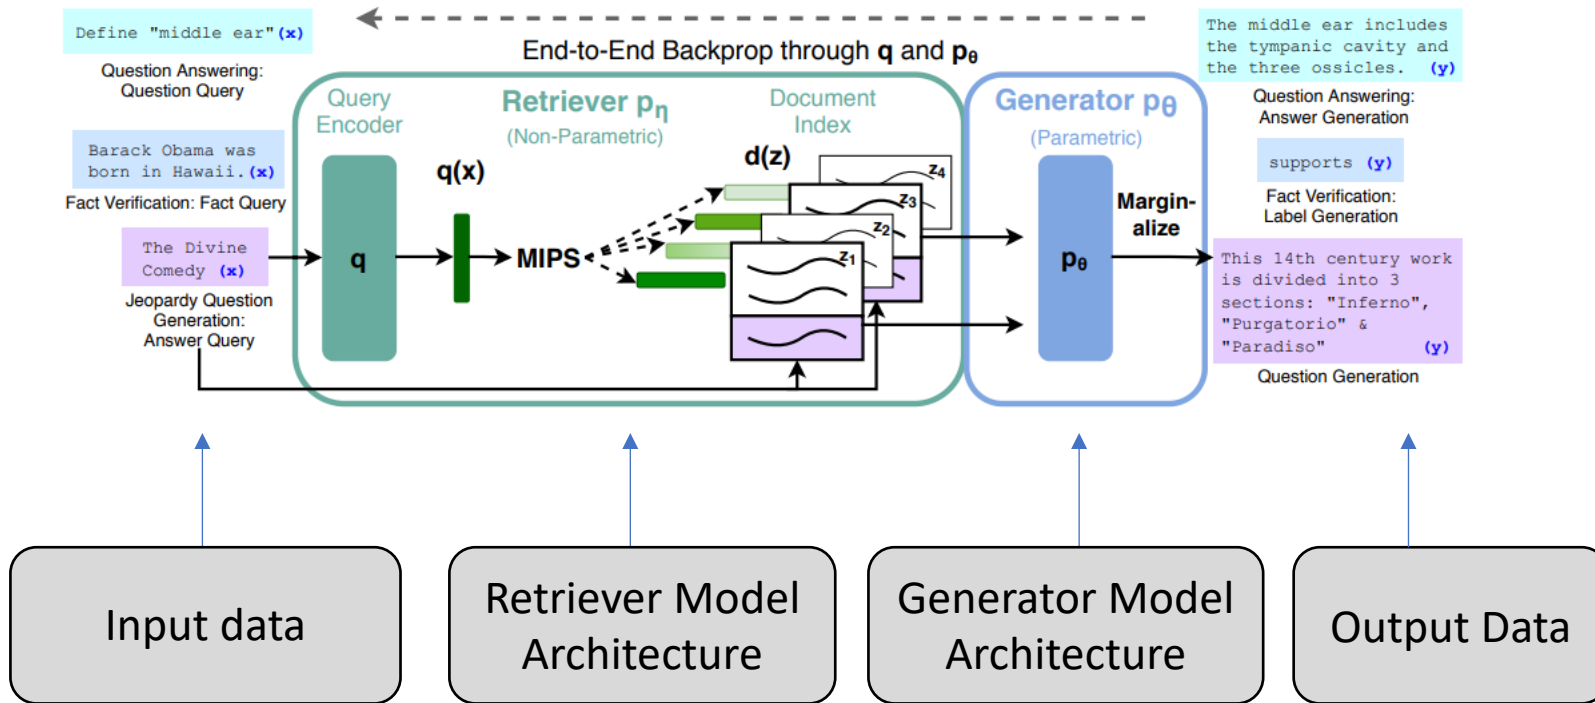 Define "middle ear"(x)
Question Answering:
Question Query
Barack Obama was
born in Hawaii.(x)
Fact Verification: Fact Query
The Divine
Comedy (x)
Jeopardy Question
Generation:
Answer Query
End-to-End Backprop through q and pθ
Query
Encoder
q
q(x)
Retriever pη
(Non-Parametric)
MIPS
Document
Index
d(z)
z4
z3
z2
z1
Generator pθ
(Parametric)
pθ
Margin-
alize
The middle ear includes
the tympanic cavity and
the three ossicles. (y)
Question Answering:
Answer Generation
supports (y)
Fact Verification:
Label Generation
This 14th century work
is divided into 3
sections: "Inferno",
"Purgatorio" &
"Paradiso" (y)
Question Generation
Input data
Retriever Model
Architecture
Generator Model
Architecture
Output Data